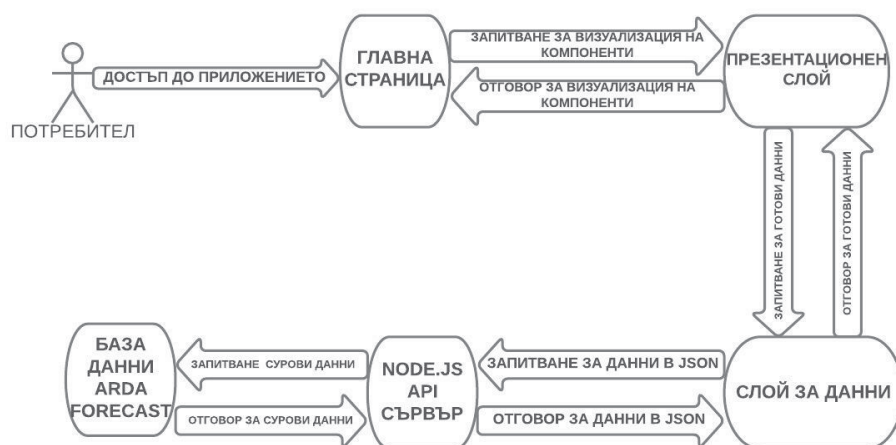 ПОТРЕБИТЕЛ
ДОСТЪП ДО ПРИЛОЖЕНИЕТО
ГЛАВНА
СТРАНИЦА
ЗАПИТВАНЕ ЗА ВИЗУАЛИЗАЦИЯ НА
КОМПОНЕНТИ
ОТГОВОР ЗА ВИЗУАЛИЗАЦИЯ НА
КМПОНЕНТИ
ПРЕЗЕНТАЦИОНЕН
СЛОЙ
ЗАПИТВАНЕ ЗА ГОТОВИ ДАННИ
ОТГОВОР ЗА ГОТОВИ ДАННИ
СЛОЙ ЗА ДАННИ
ЗАПИТВАНЕ ЗА ДАННИ В JSON
ОТГОВОР ЗА ДАННИ В JSON
NODE.JS
API
СЪРВЪР
ЗАПИТВАНЕ СУРОВИ ДАННИ
ОТГОВОР ЗА СУРОВИ ДАННИ
БАЗА
ДАННИ
ARDA
FORECAST